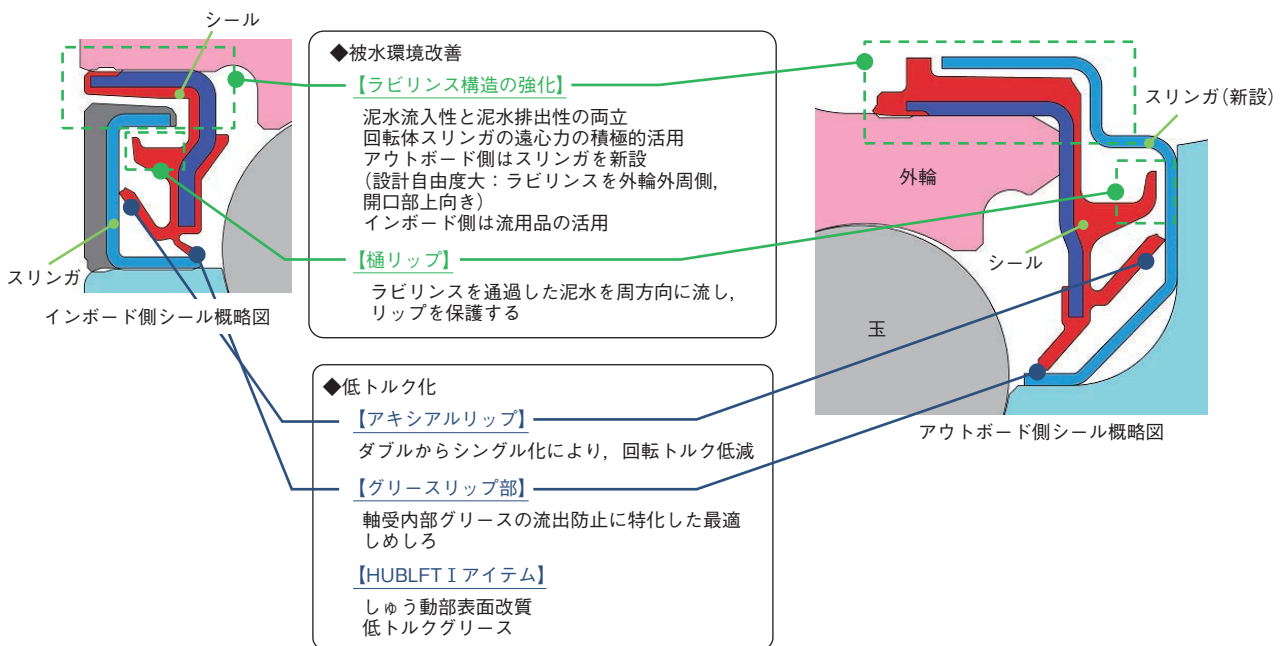 シール
スリンガ
インボード側シール概略図
◆被水環境改善
【ラビリンス構造の強化】
泥水流入性と泥水排出性の両立
回転体スリンガの遠心力の積極的活用
アウトボード側はスリンガを新設
(設計自由度大:ラビリンスを外輪外周側,
開口部上向き)
インボード側は流用品の活用
【樋リップ】
ラビリンスを通過した泥水を周方向に流し,
リップを保護する
◆低トルク化
【アキシアルリップ】
ダブルからシングル化により,回転トルク低減
【グリースリップ部】
軸受内部グリースの流出防止に特化した最適
しめしろ
【HUBLFTⅠアイテム】
しゅう動部表面改質
低トルクグリース
スリンガ(新設)
外輪
シール
玉
アウトボード側シール概略図